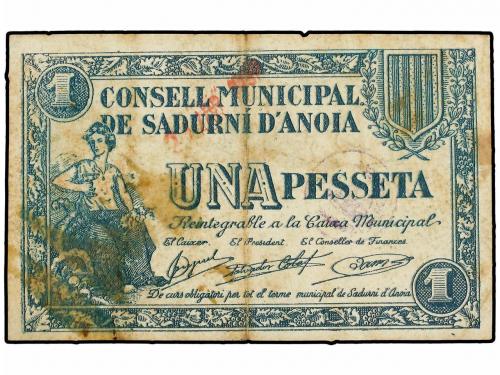 1
CONSELL MUNICIPAL
DE SADURNÍ D'ANOIA
UNA PESSETA
Reintegrable a la Caixa Municipal
El Caixer. El President El Conseller de Finances.
De curs obligatori per tot el terme municipal de Sadurní d'Anoia
1